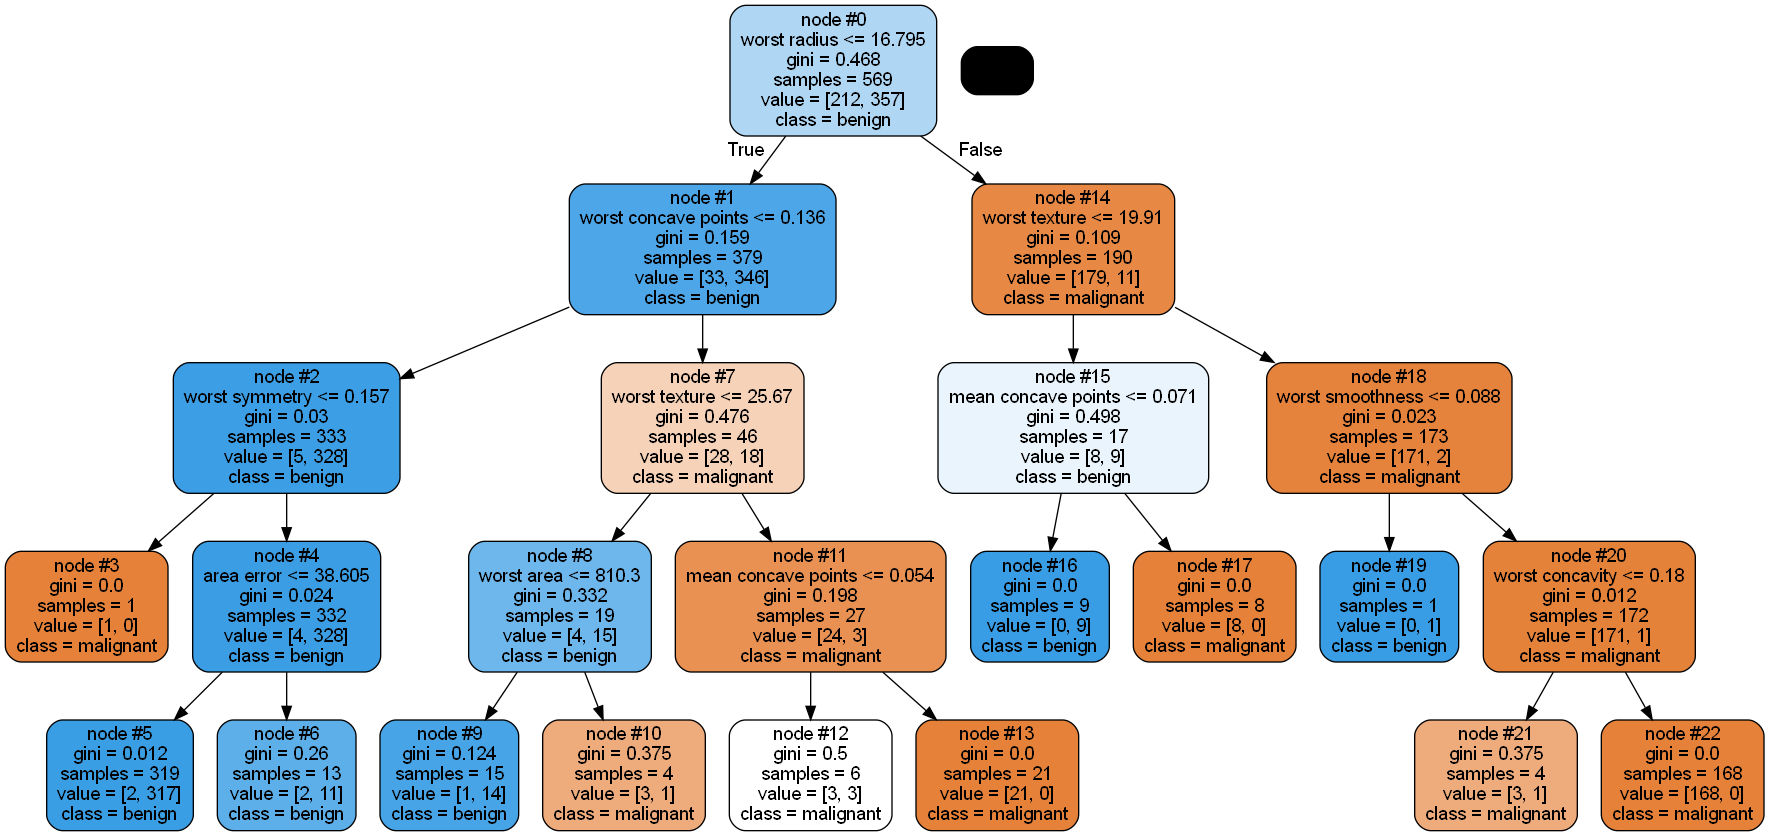 node #0
worst radius <= 16.795
gini = 0.468
samples = 569
value = [212, 357]
class = benign
True
False
node #1
worst concave points <= 0.136
gini = 0.159
samples = 379
value = [33, 346]
class = benign
node #14
worst texture <= 19.91
gini = 0.109
samples = 190
value = [179, 11]
class = malignant
node #2
worst symmetry <= 0.157
gini = 0.03
samples = 333
value = [5, 328]
class = benign
node #7
worst texture <= 25.67
gini = 0.476
samples = 46
value = [28, 18]
class = malignant
node #15
mean concave points <= 0.071
gini = 0.498
samples = 17
value = [8, 9]
class = benign
node #18
worst smoothness <= 0.088
gini = 0.023
samples = 173
value = [171, 2]
class = malignant
node #3
gini = 0.0
samples = 1
value = [1, 0]
class = malignant
node #4
area error <= 38.605
gini = 0.024
samples = 332
value = [4, 328]
class = benign
node #8
worst area <= 810.3
gini = 0.332
samples = 19
value = [4, 15]
class = benign
node #11
mean concave points <= 0.054
gini = 0.198
samples = 27
value = [24, 3]
class = malignant
node #16
gini = 0.0
samples = 9
value = [0, 9]
class = benign
node #17
gini = 0.0
samples = 8
value = [8, 0]
class = malignant
node #19
gini = 0.0
samples = 1
value = [0, 1]
class = benign
node #20
worst concavity <= 0.18
gini = 0.012
samples = 172
value = [171, 1]
class = malignant
node #5
gini = 0.012
samples = 319
value = [2, 317]
class = benign
node #6
gini = 0.26
samples = 13
value = [2, 11]
class = benign
node #9
gini = 0.124
samples = 15
value = [1, 14]
class = benign
node #10
gini = 0.375
samples = 4
value = [3, 1]
class = malignant
node #12
gini = 0.5
samples = 6
value = [3, 3]
class = malignant
node #13
gini = 0.0
samples = 21
value = [21, 0]
class = malignant
node #21
gini = 0.375
samples = 4
value = [3, 1]
class = malignant
node #22
gini = 0.0
samples = 168
value = [168, 0]
class = malignant